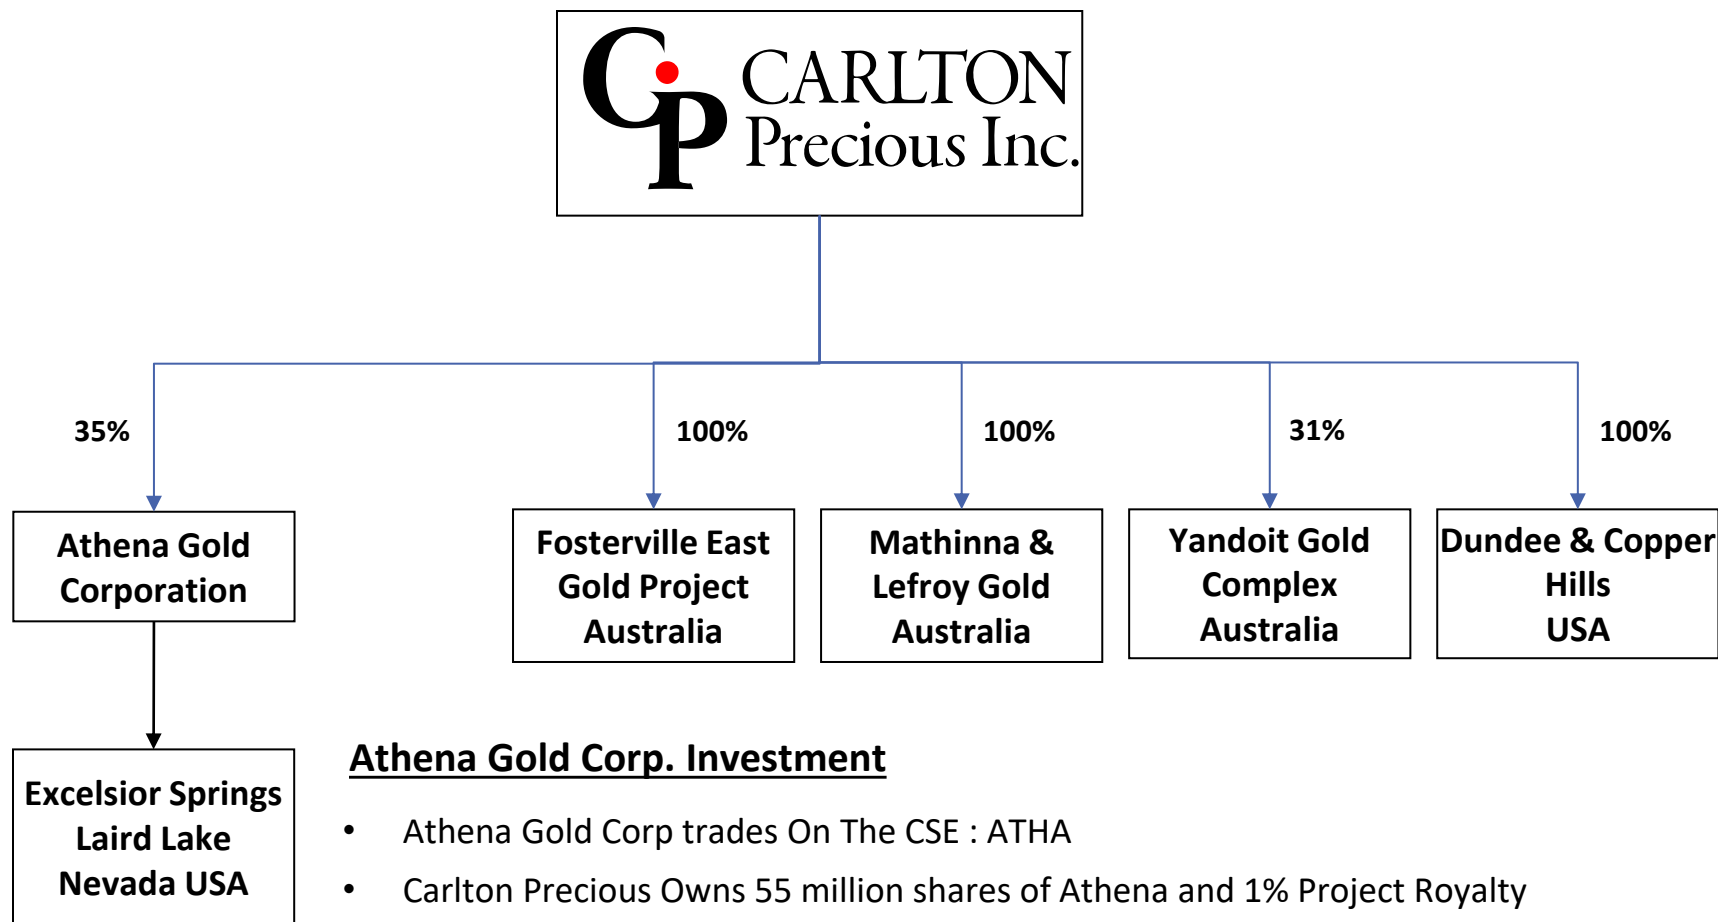 CP CARLTON
Precious Inc.
35%
100%
100%
31%
100%
Athena Gold
Corporation
Fosterville East
Gold Project
Australia
Mathinna &
Lefroy Gold
Australia
Yandoit Gold
Complex
Australia
Dundee & Copper
Hills
USA
Excelsior Springs
Laird Lake
Nevada USA
Athena Gold Corp. Investment
• Athena Gold Corp trades On The CSE : ATHA
• Carlton Precious Owns 55 million shares of Athena and 1% Project Royalty